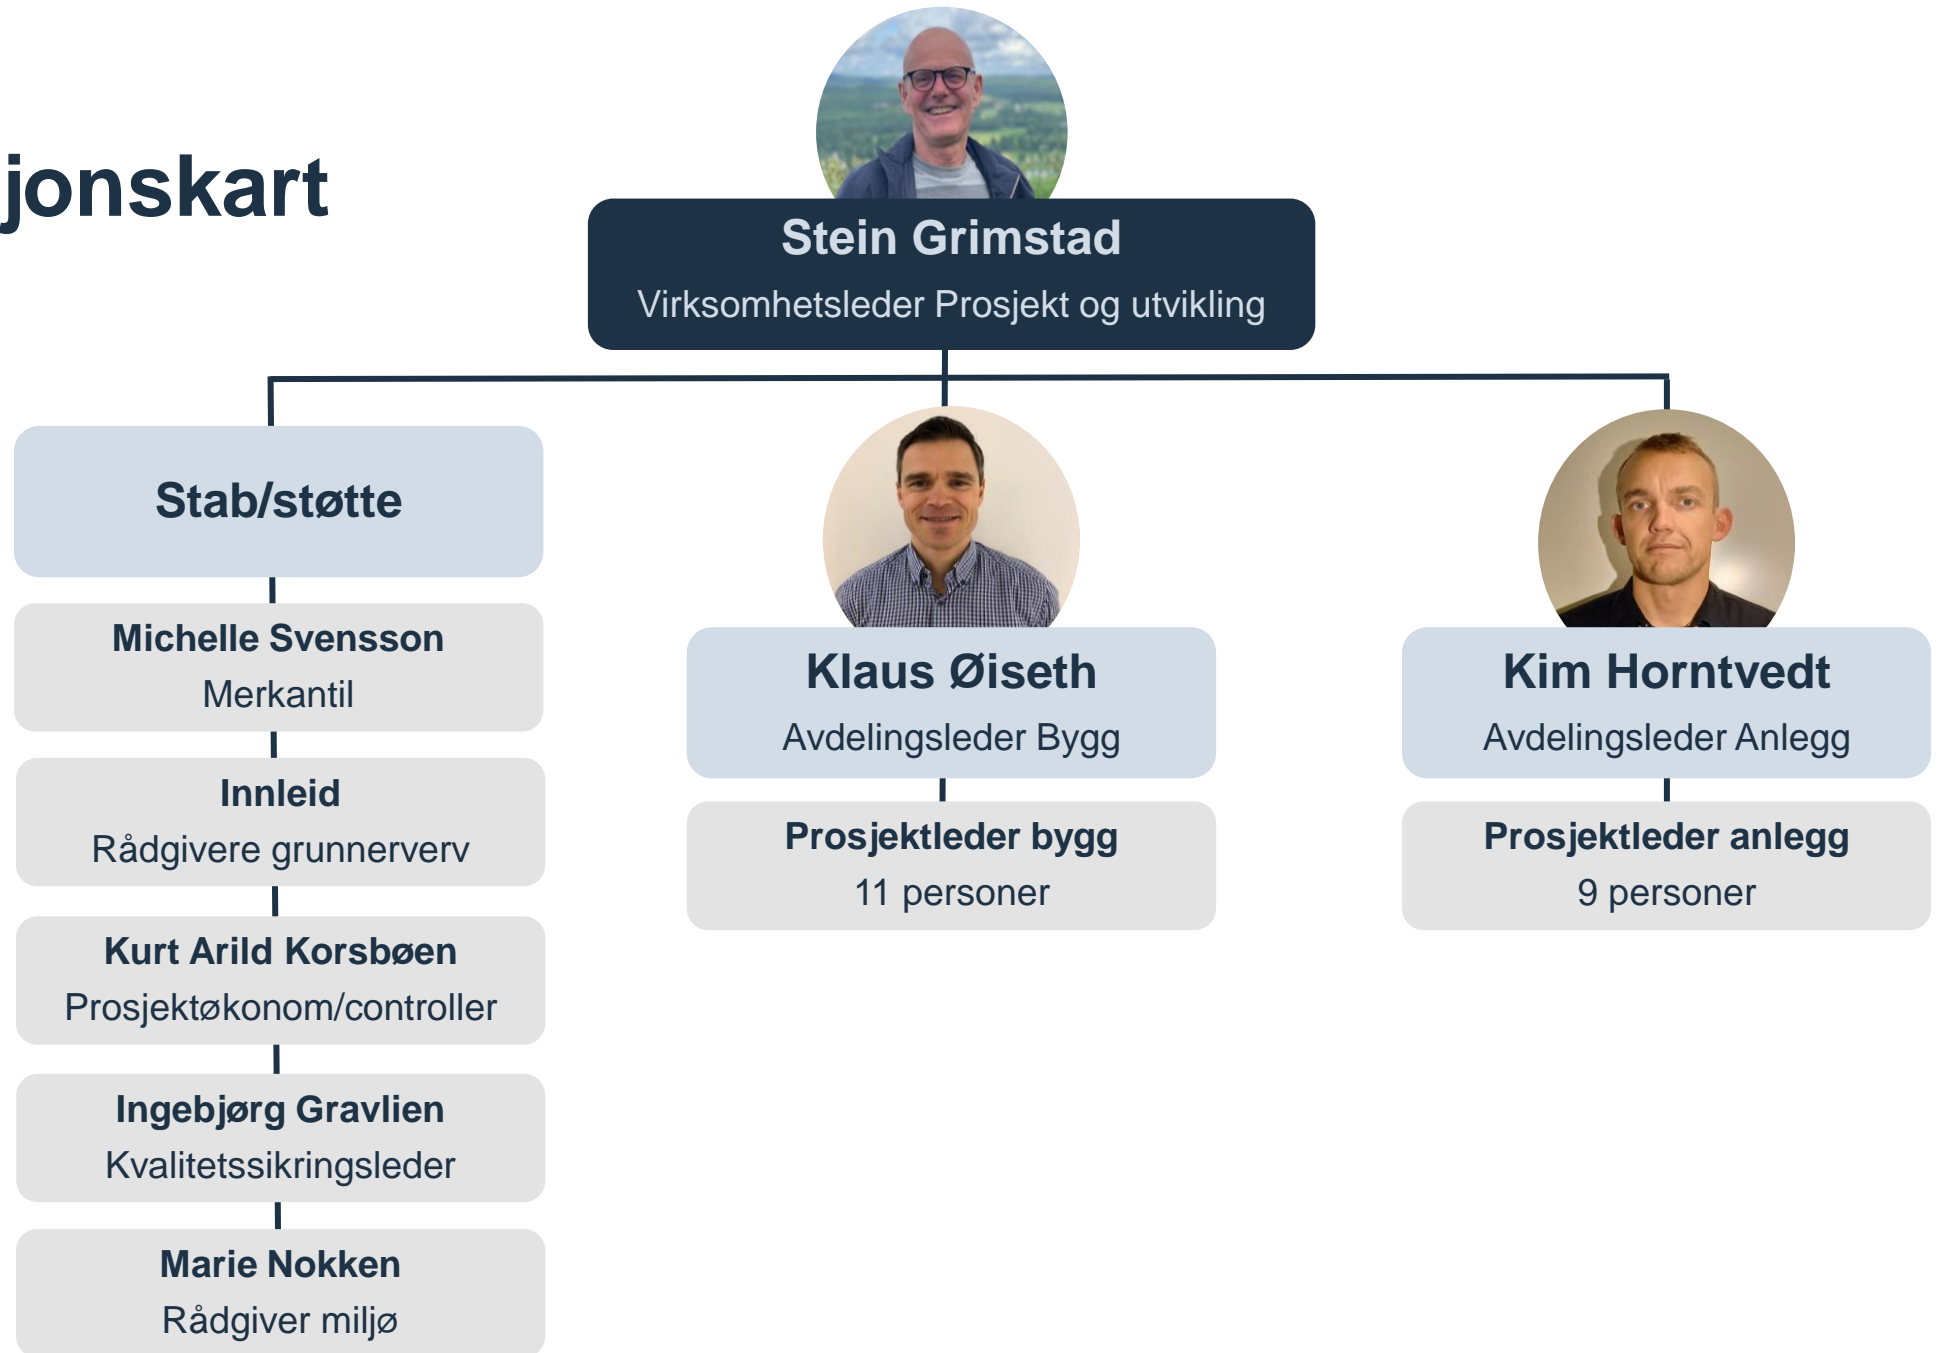 jonskart
Stein Grimstad
Virksomhetsleder Prosjekt og utvikling
Stab/støtte
Michelle Svensson
Merkantil
Innleid
Rådgivere grunnerverv
Kurt Arild Korsbøen
Prosjektøkonom/controller
Ingebjørg Gravlien
Kvalitetssikringsleder
Marie Nokken
Rådgiver miljø
Klaus Øiseth
Avdelingsleder Bygg
Prosjektleder bygg
11 personer
Kim Horntvedt
Avdelingsleder Anlegg
Prosjektleder anlegg
9 personer